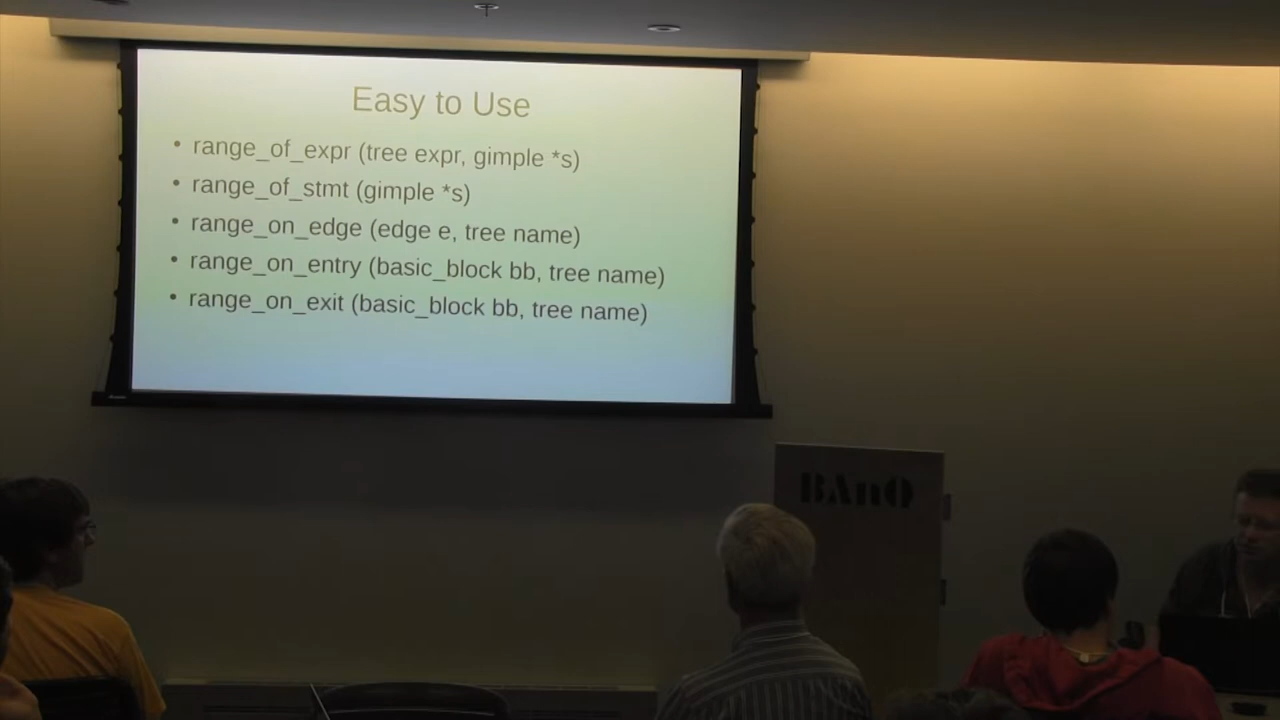 Easy to Use
• range_of_expr (tree expr, gimple *s)
• range_of_stmt (gimple *s)
• range_on_edge (edge e, tree name)
• range_on_entry (basic_block bb, tree name)
• range_on_exit (basic_block bb, tree name)
BAnQ